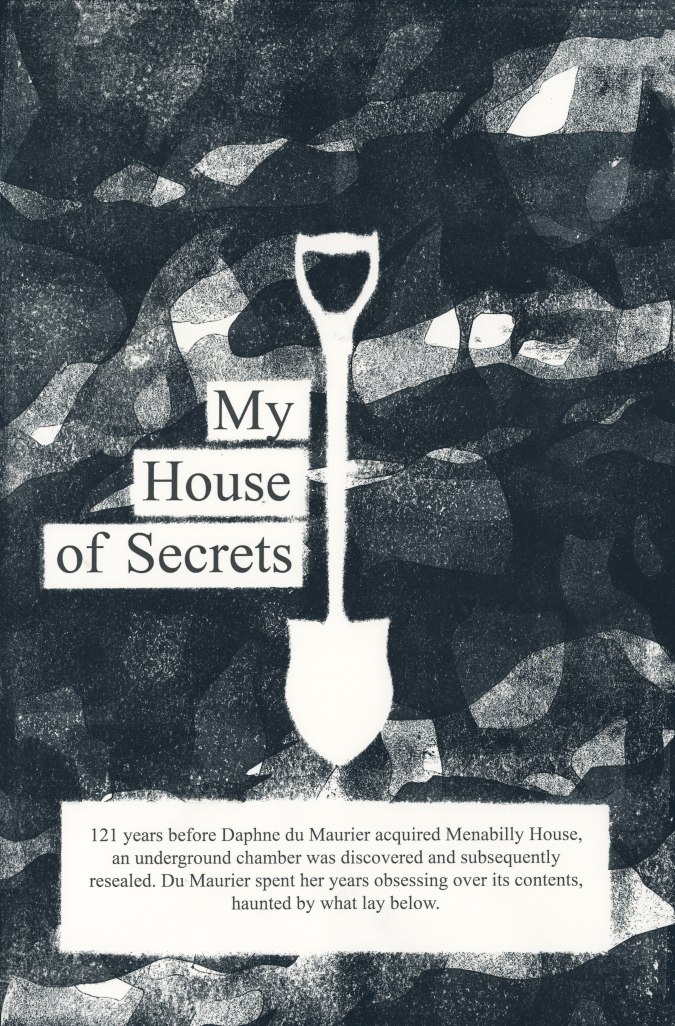 My
House
of Secrets
121 years before Daphne du Maurier acquired Menabilly House,
an underground chamber was discovered and subsequently
resealed. Du Maurier spent her years obsessing over its contents,
haunted by what lay below.